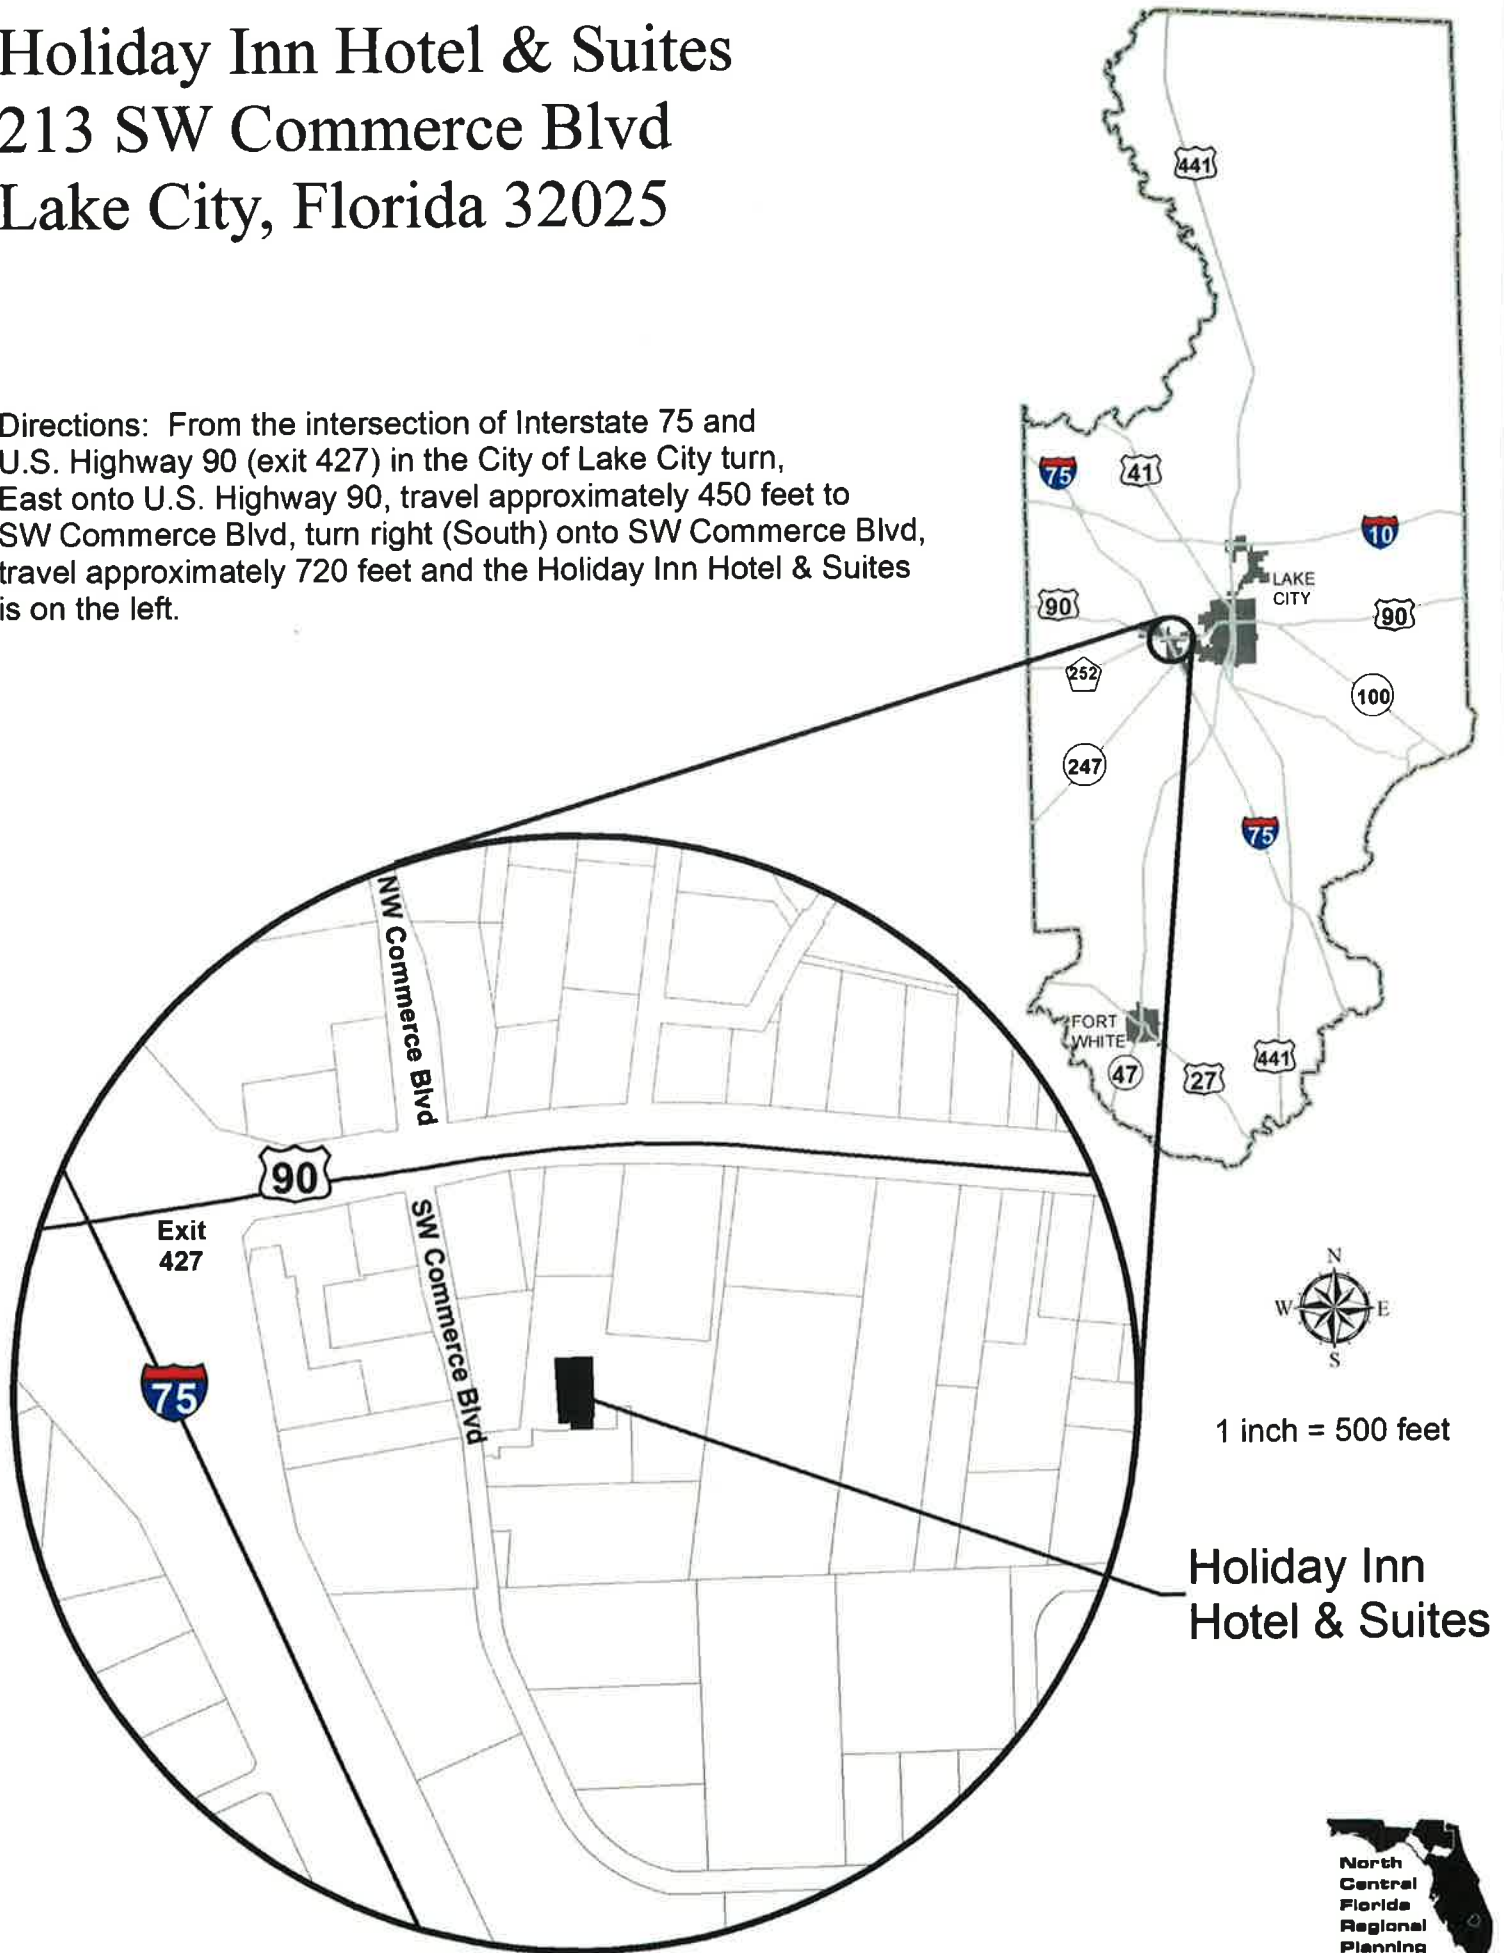 Holiday Inn Hotel & Suites
213 SW Commerce Blvd
Lake City, Florida 32025
Directions: From the intersection of Interstate 75 and
U.S. Highway 90 (exit 427) in the City of Lake City turn,
East onto U.S. Highway 90, travel approximately 450 feet to
SW Commerce Blvd, turn right (South) onto SW Commerce Blvd,
travel approximately 720 feet and the Holiday Inn Hotel & Suites
is on the left.
441
75
41
10
LAKE
CITY
90
90
252
100
247
75
FORT
WHITE
47
27
441
NW Commerce Blvd
90
Exit
427
SW Commerce Blvd
75
N
W
E
S
1 inch = 500 feet
Holiday Inn
Hotel & Suites
North
Central
Florida
Regional
Planning